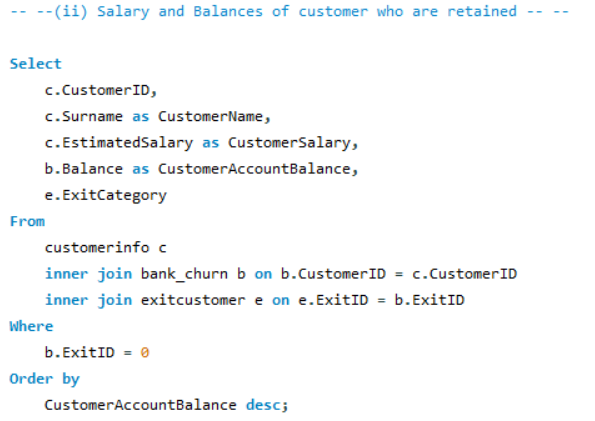 -- --(ii) Salary and Balances of customer who are retained -- --
Select
c.CustomerID,
c.Surname as CustomerName,
c.EstimatedSalary as CustomerSalary,
b.Balance as CustomerAccountBalance,
e.ExitCategory
From
customerinfo c
inner join bank_churn b on b.CustomerID = c.CustomerID
inner join exitcustomer e on e.ExitID = b.ExitID
Where
b.ExitID = 0
Order by
CustomerAccountBalance desc;